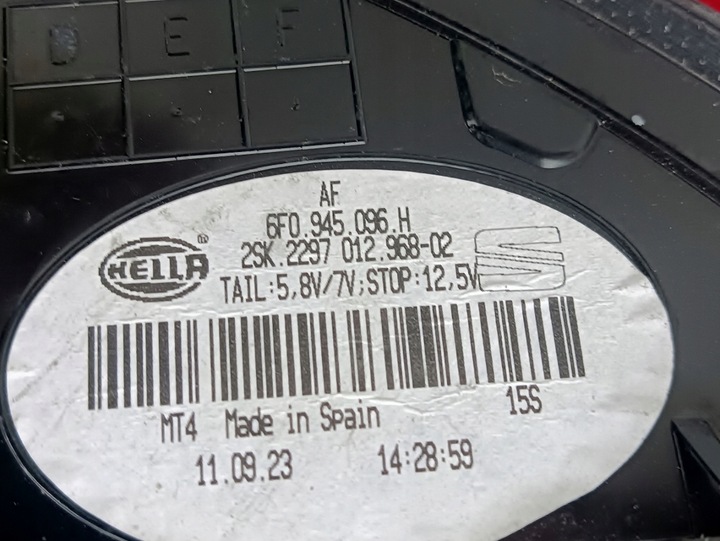 D E F
AF
6F0.945.096.H
2SK.2297 012.968-02
HELLA ®
TAIL:5,8V/7V;STOP:12,5V
MT4 Made in Spain
15S
11.09.23 14:28:59